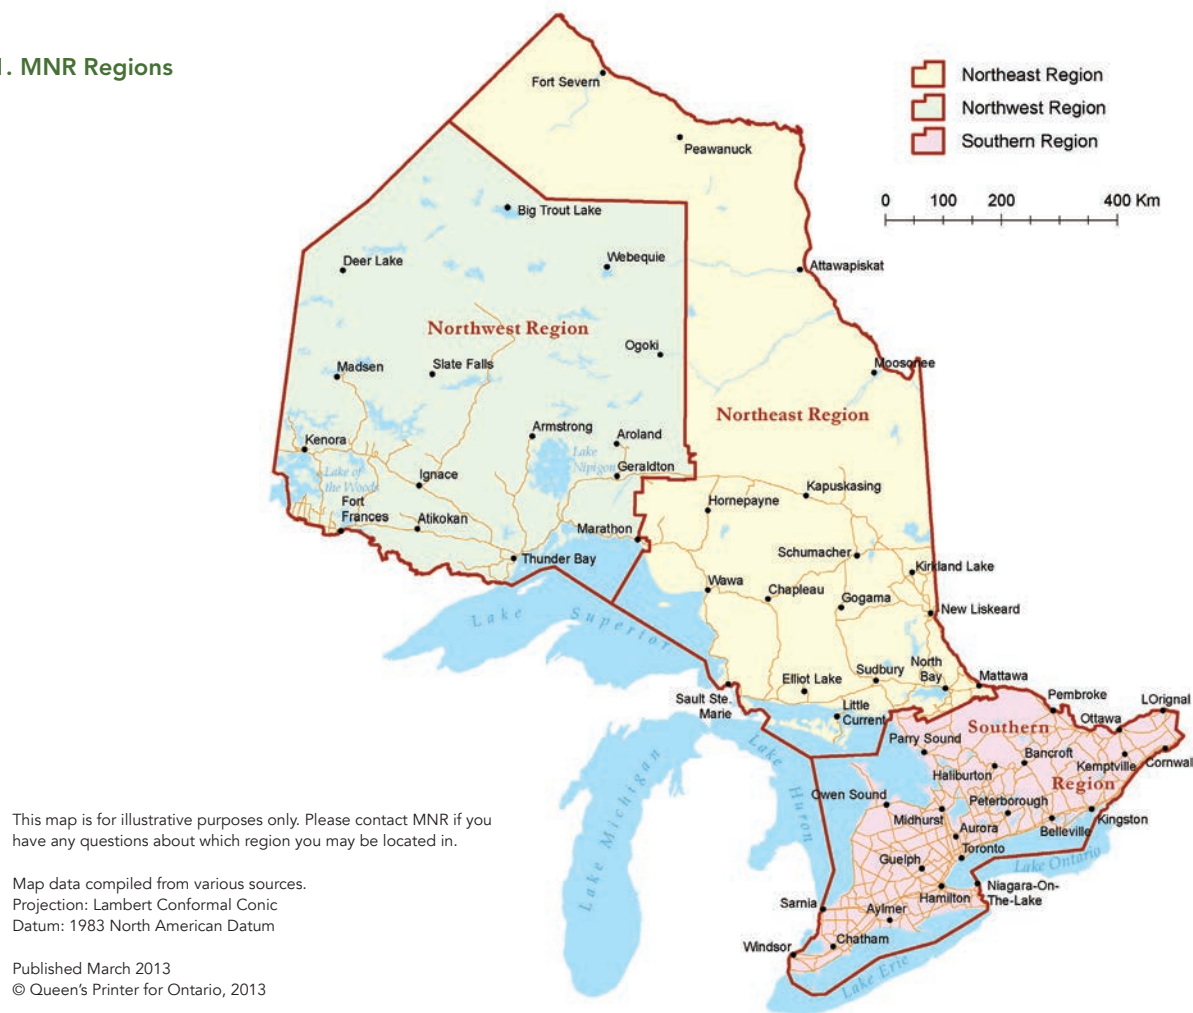 1. MNR Regions
Northeast Region
Northwest Region
Southern Region
0 100 200 400 Km
Fort Severn
Peawanuck
Big Trout Lake
Deer Lake
Webequie
Attawapiskat
Northwest Region
Ogoki
Madsen
Slate Falls
Moosonee
Northeast Region
Armstrong
Aroland
Kenora
Lake
Nipigon
Geraldton
Lake of
the Woods
Ignace
Kapuskasing
Hornepayne
Fort
Frances
Atikokan
Marathon
Schumacher
Thunder Bay
Kirkland Lake
Wawa
Chapleau
Gogama
New Liskeard
Lake Superior
Elliot Lake
Sudbury
North
Bay
Mattawa
Sault Ste.
Marie
Little
Current
Pembroke
LOrignal
Ottawa
Southern
Region
Parry Sound
Bancroft
Kemptville
Cornwal
Haliburton
Lake Michigan
Lake Huron
Owen Sound
Peterborough
Midhurst
Kingston
Belleville
Aurora
Toronto
Guelph
Lake Ontario
Hamilton
Niagara-On-
The-Lake
Sarnia
Aylmer
Windsor
Chatham
Lake Erie
This map is for illustrative purposes only. Please contact MNR if you
have any questions about which region you may be located in.
Map data compiled from various sources.
Projection: Lambert Conformal Conic
Datum: 1983 North American Datum
Published March 2013
© Queen's Printer for Ontario, 2013